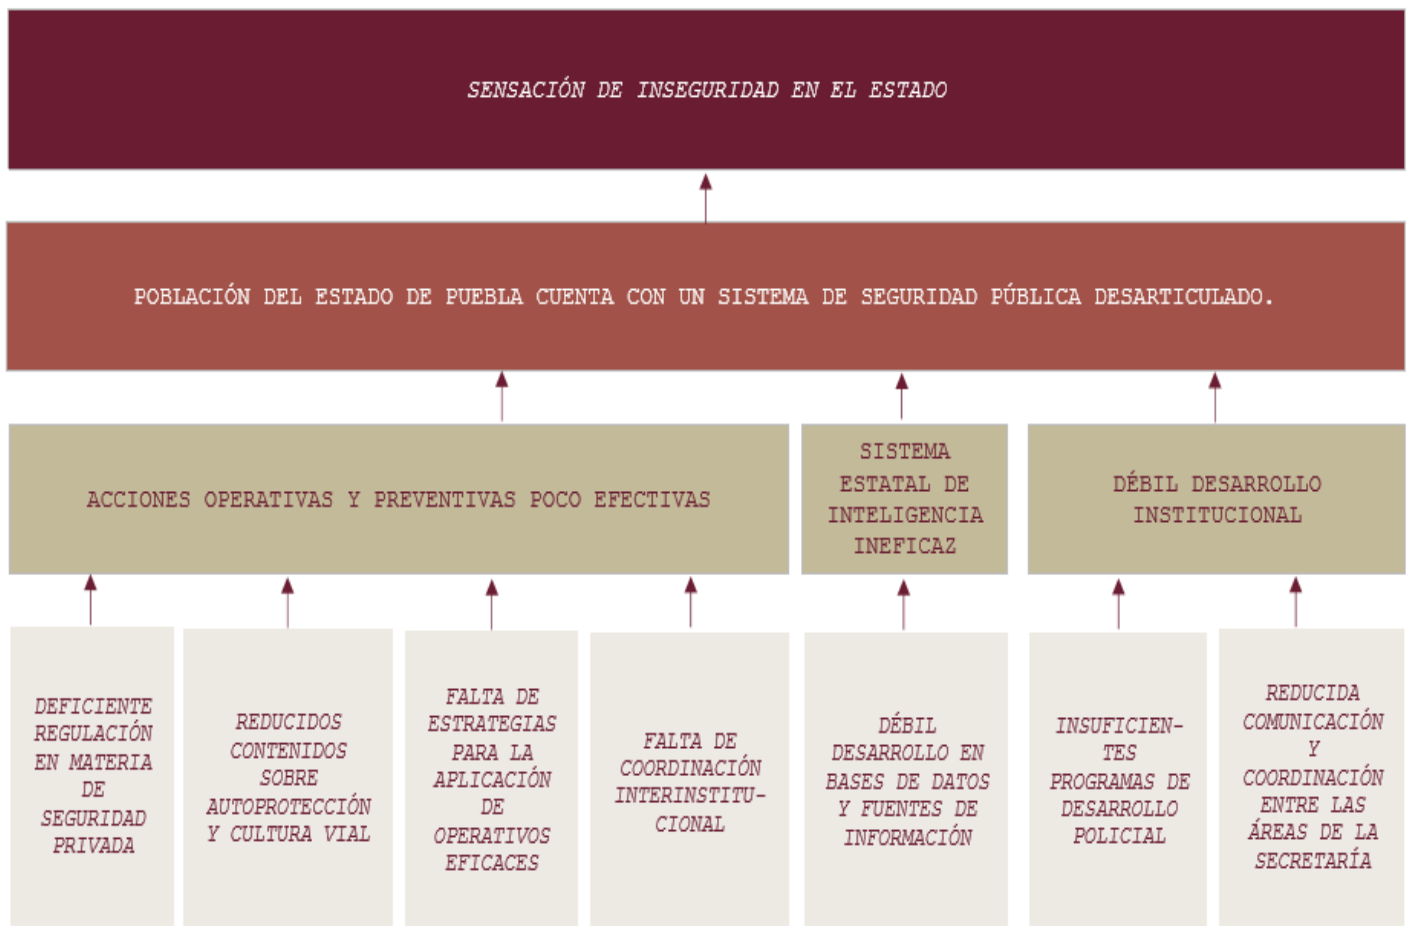 SENSACIÓN DE INSEGURIDAD EN EL ESTADO
POBLACIÓN DEL ESTADO DE PUEBLA CUENTA CON UN SISTEMA DE SEGURIDAD PÚBLICA DESARTICULADO.
ACCIONES OPERATIVAS Y PREVENTIVAS POCO EFECTIVAS
SISTEMA
ESTATAL DE
INTELIGENCIA
INEFICAZ
DÉBIL DESARROLLO
INSTITUCIONAL
DEFICIENTE
REGULACIÓN
EN MATERIA
DE
SEGURIDAD
PRIVADA
REDUCIDOS
CONTENIDOS
SOBRE
AUTOPROTECCIÓN
Y CULTURA VIAL
FALTA DE
ESTRATEGIAS
PARA LA
APLICACIÓN
DE
OPERATIVOS
EFICACES
FALTA DE
COORDINACIÓN
INTERINSTITU-
CIONAL
DÉBIL
DESARROLLO EN
BASES DE DATOS
Y FUENTES DE
INFORMACIÓN
INSUFICIEN-
TES
PROGRAMAS DE
DESARROLLO
POLICIAL
REDUCIDA
COMUNICACIÓN
Y
COORDINACIÓN
ENTRE LAS
ÁREAS DE LA
SECRETARÍA